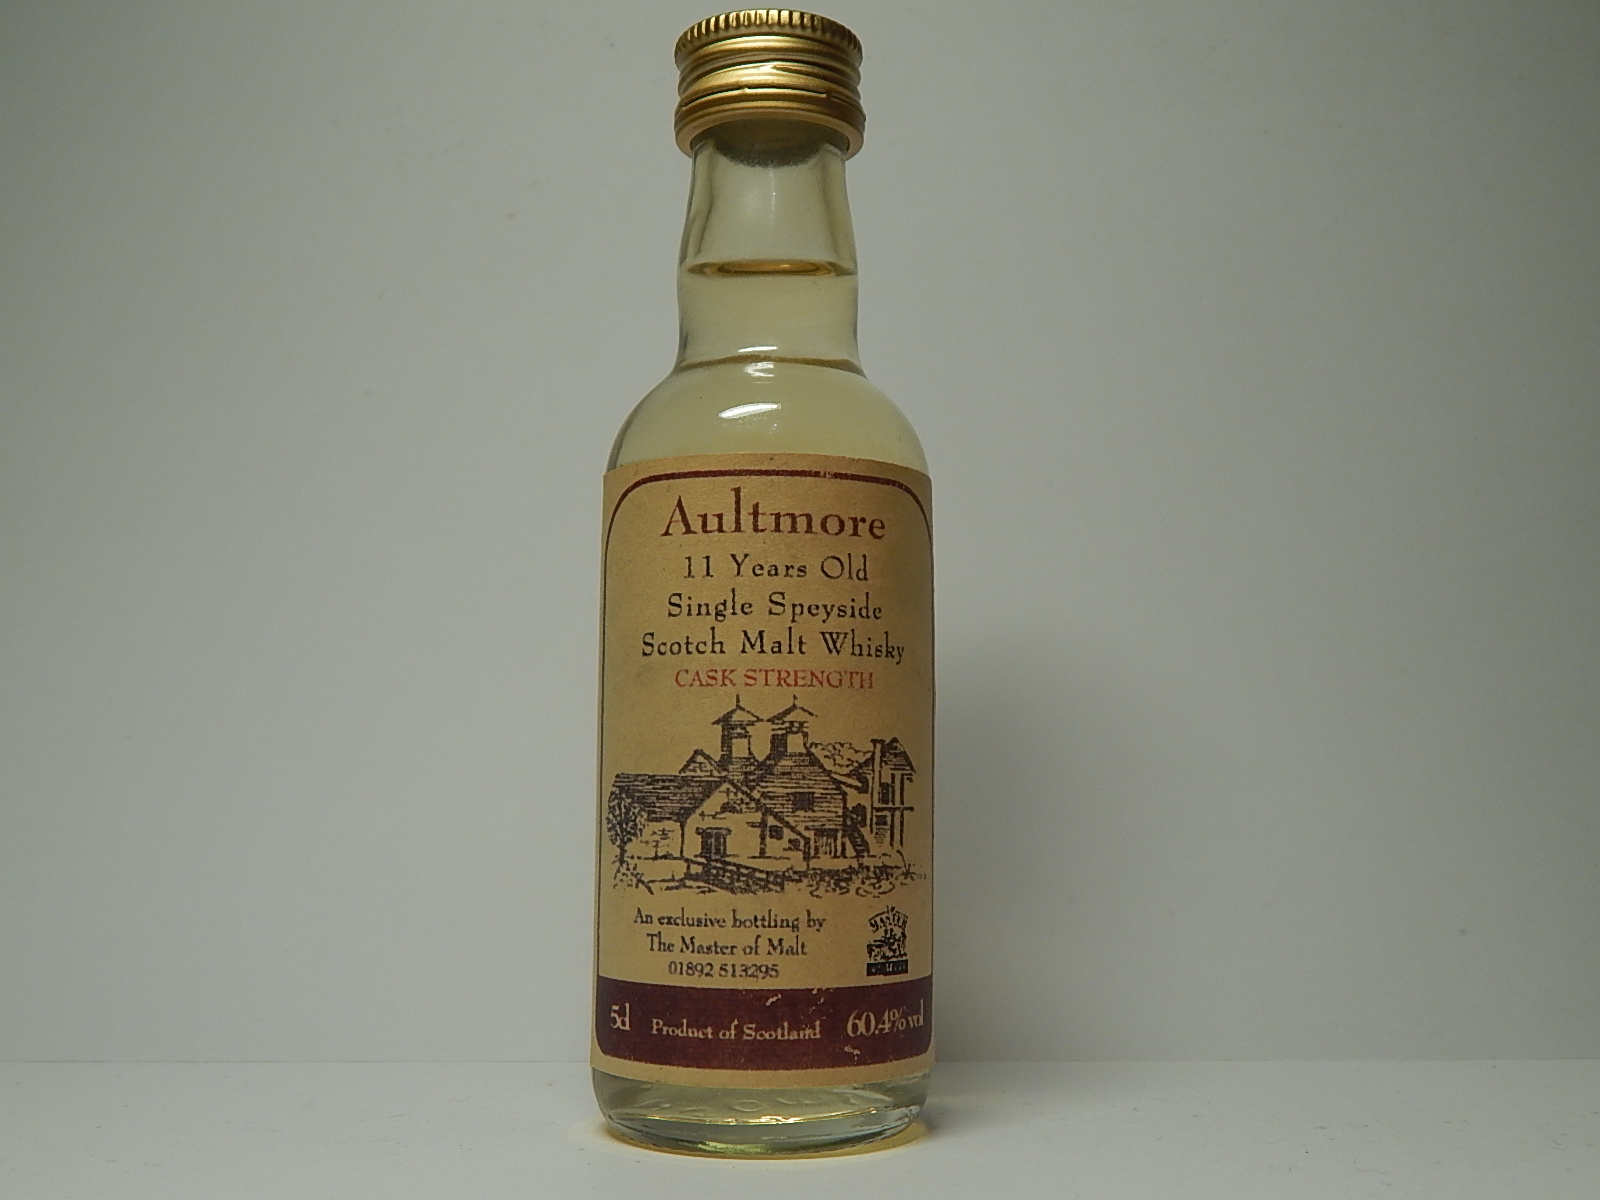 Aultmore
11 Years Old
Single Speyside
Scotch Malt Whisky
CASK STRENGTH
An exclusive bottling by
The Master of Malt
01892 513295
MASTER
5cl Product of Scotland 60.4% vol